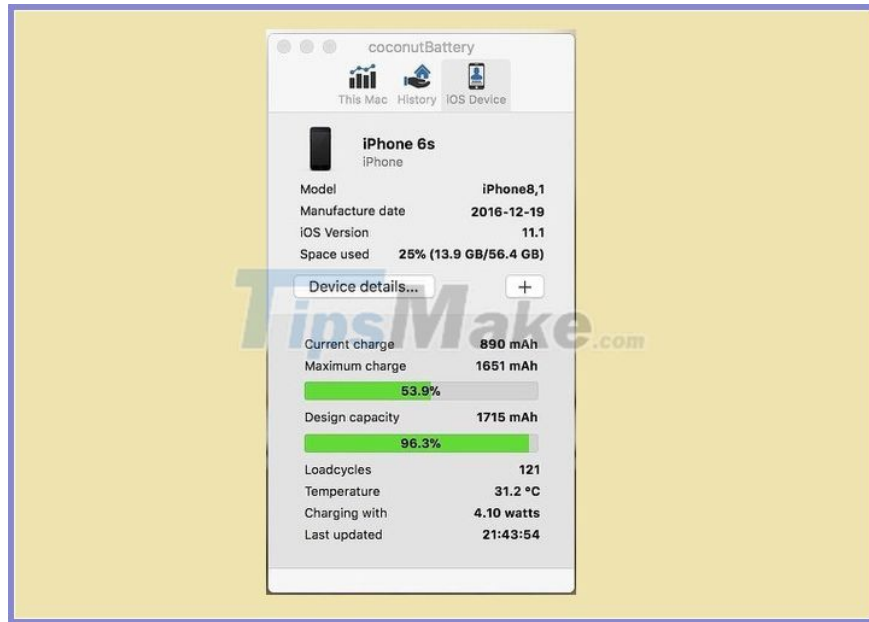 coconutBattery
This Mac History iOS Device
iPhone 6s
iPhone
Model iPhone8,1
Manufacture date 2016-12-19
iOS Version 11.1
Space used 25% (13.9 GB/56.4 GB)
Device details... +
TipsMake.com
Current charge 890 mAh
Maximum charge 1651 mAh
53.9%
Design capacity 1715 mAh
96.3%
Loadcycles 121
Temperature 31.2 °C
Charging with 4.10 watts
Last updated 21:43:54